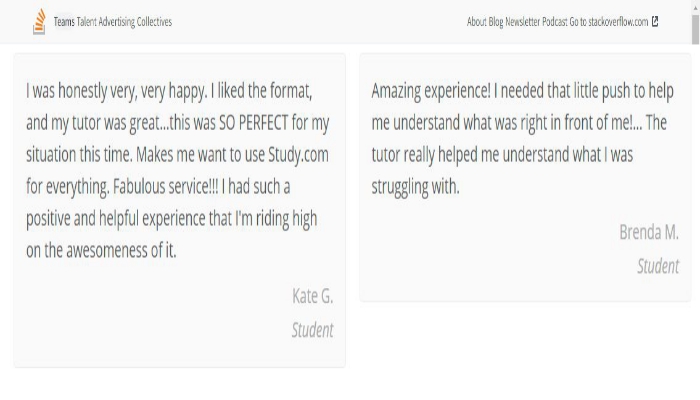 Teams Talent Advertising Collectives
About Blog Newsletter Podcast Go to stackoverflow.com
I was honestly very, very happy. I liked the format,
and my tutor was great...this was SO PERFECT for my
situation this time. Makes me want to use Study.com
for everything. Fabulous service!!! I had such a
positive and helpful experience that I'm riding high
on the awesomeness of it.
Kate G.
Student
Amazing experience! I needed that little push to help
me understand what was right in front of me!... The
tutor really helped me understand what I was
struggling with.
Brenda M.
Student